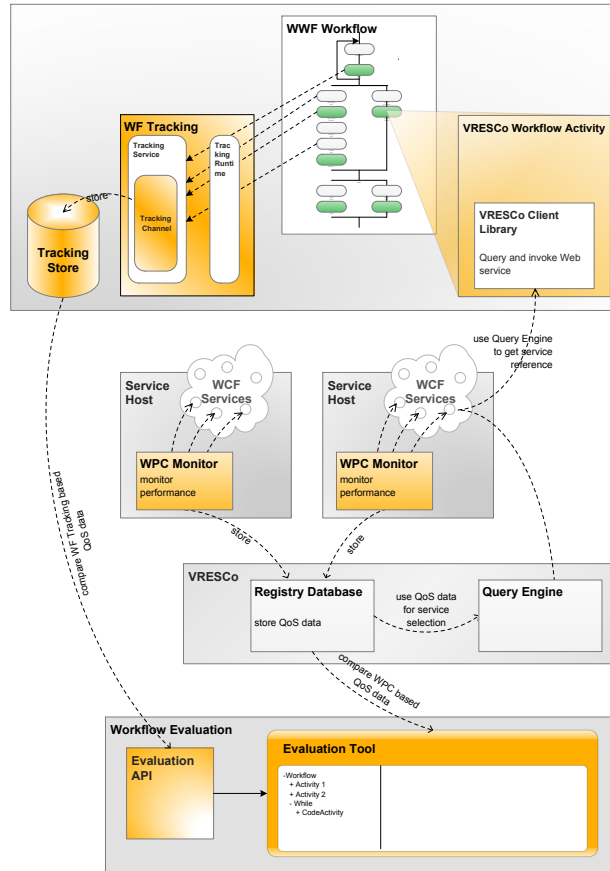 WWF Workflow
WF Tracking
Tracking
Service
Trac
king
Runti
me
Tracking
Channel
store
Tracking
Store
VRESCo Workflow Activity
VRESCo Client
Library
Query and invoke Web
service
use Query Engine
to get service
reference
Service
Host
WCF
Services
WPC Monitor
monitor
performance
Service
Host
WCF
Services
WPC Monitor
monitor
performance
store
store
compare WF Tracking based
QoS data
VRESCo
Registry Database
store QoS data
use QoS data
for service
selection
Query Engine
compare WPC based
QoS data
Workflow Evaluation
Evaluation
API
Evaluation Tool
-Workflow
+ Activity 1
+ Activity 2
- While
+ CodeActivity